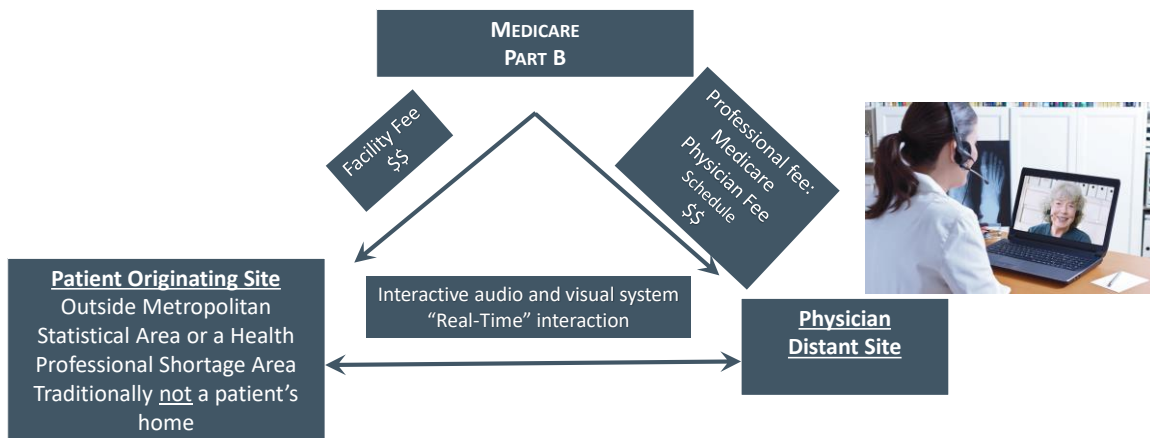 MEDICARE
PART B
Facility Fee
$$
Professional fee:
Medicare
Physician Fee
Schedule
$$
Patient Originating Site
Outside Metropolitan
Statistical Area or a Health
Professional Shortage Area
Traditionally not a patient's
home
Interactive audio and visual system
"Real-Time" interaction
Physician
Distant Site